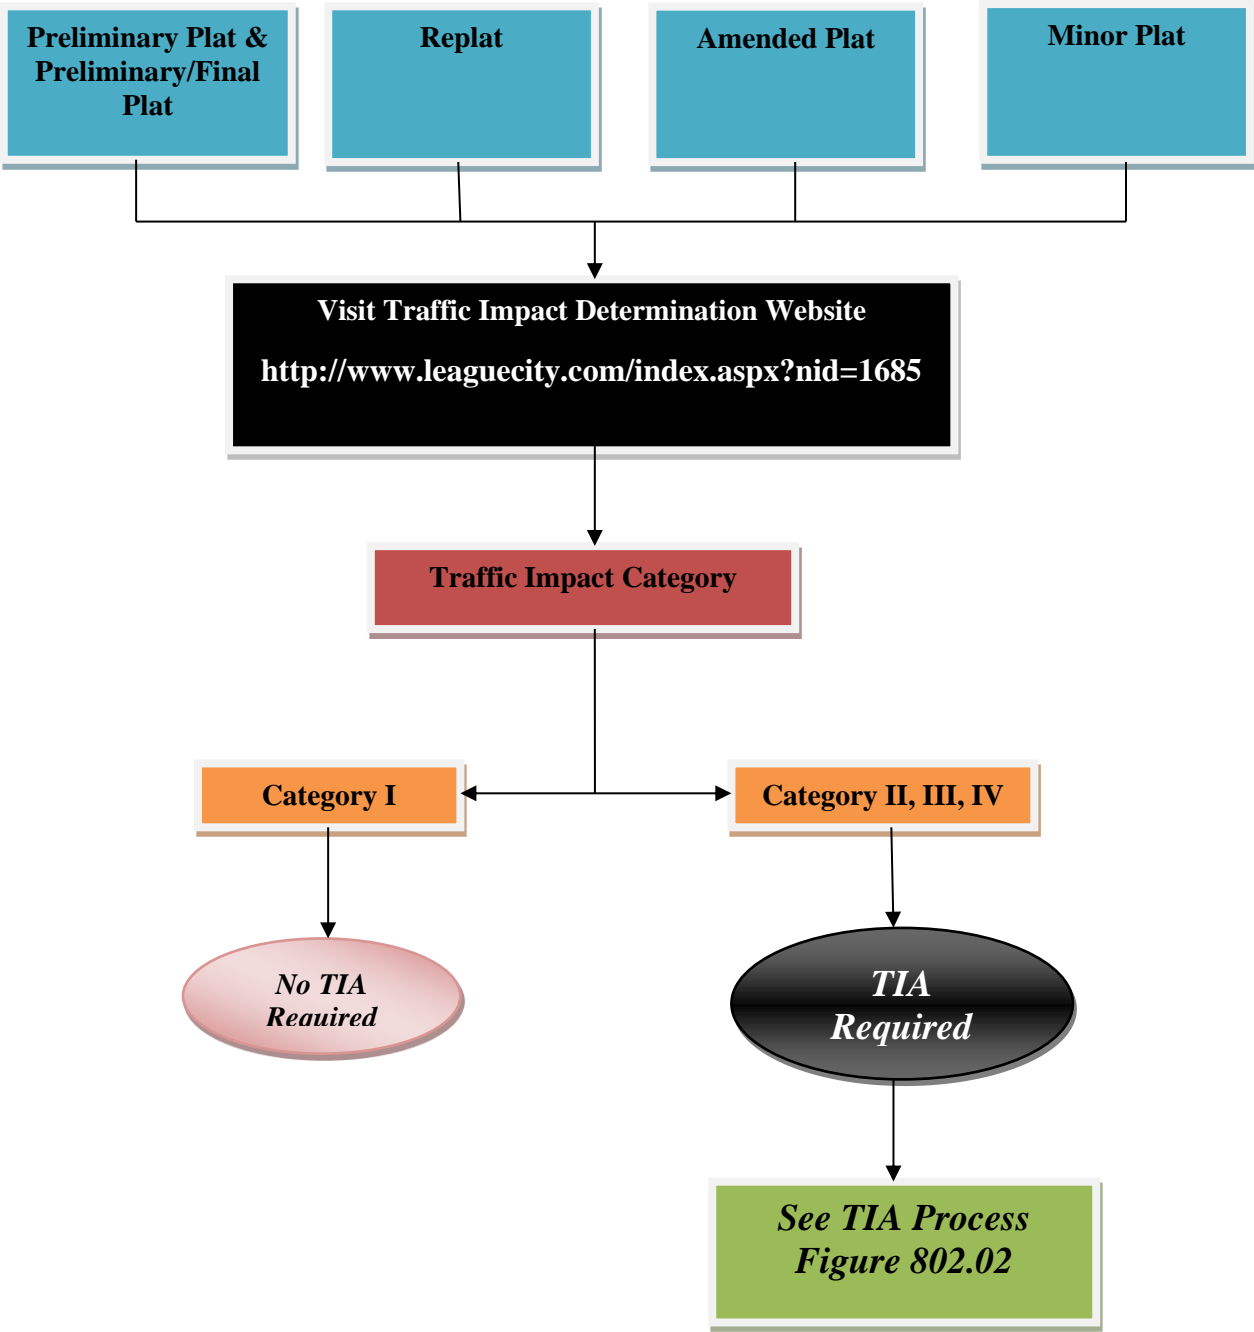 Preliminary Plat &
Preliminary/Final
Plat
Replat
Amended Plat
Minor Plat
Visit Traffic Impact Determination Website
http://www.leaguecity.com/index.aspx?nid=1685
Traffic Impact Category
Category I
Category II, III, IV
No TIA
Required
TIA
Required
See TIA Process
Figure 802.02